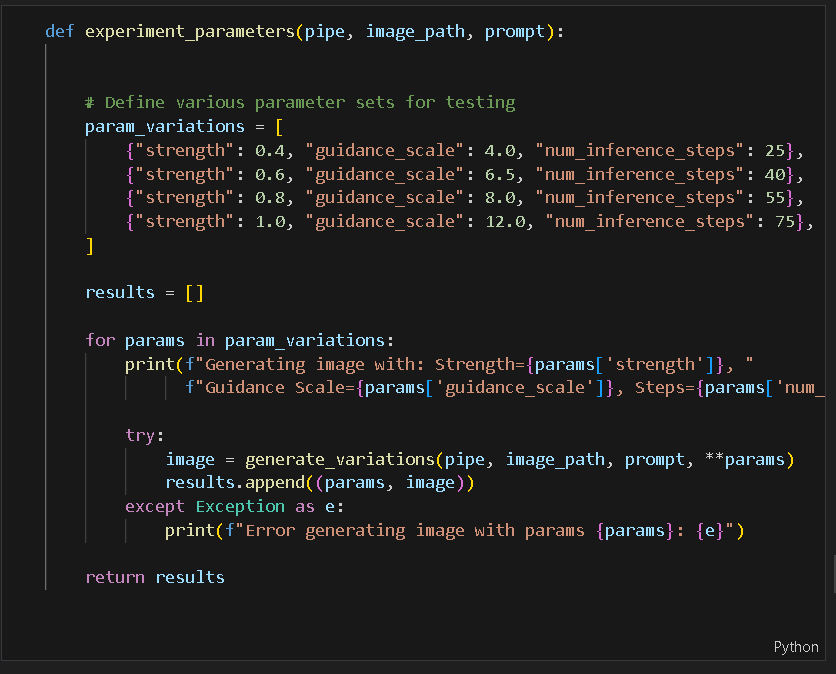 def experiment_parameters(pipe, image_path, prompt):
# Define various parameter sets for testing
param_variations = [
{"strength": 0.4, "guidance_scale": 4.0, "num_inference_steps": 25},
{"strength": 0.6, "guidance_scale": 6.5, "num_inference_steps": 40},
{"strength": 0.8, "guidance_scale": 8.0, "num_inference_steps": 55},
{"strength": 1.0, "guidance_scale": 12.0, "num_inference_steps": 75},
]
results = []
for params in param_variations:
print(f"Generating image with: Strength={params['strength']}, "
f"Guidance Scale={params['guidance_scale']}, Steps={params['num_
try:
image = generate_variations(pipe, image_path, prompt, **params)
results.append((params, image))
except Exception as e:
print(f"Error generating image with params {params}: {e}")
return results
Python